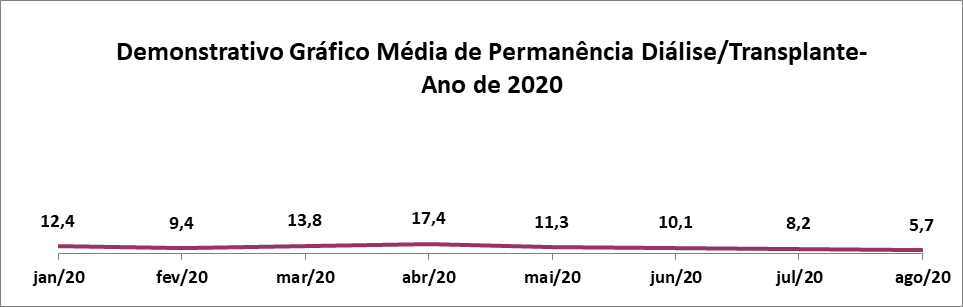 Demonstrativo Gráfico Média de Permanência Diálise/Transplante-
Ano de 2020
12,4 9,4 13,8 17,4 11,3 10,1 8,2 5,7
jan/20 fev/20 mar/20 abr/20 mai/20 jun/20 jul/20 ago/20